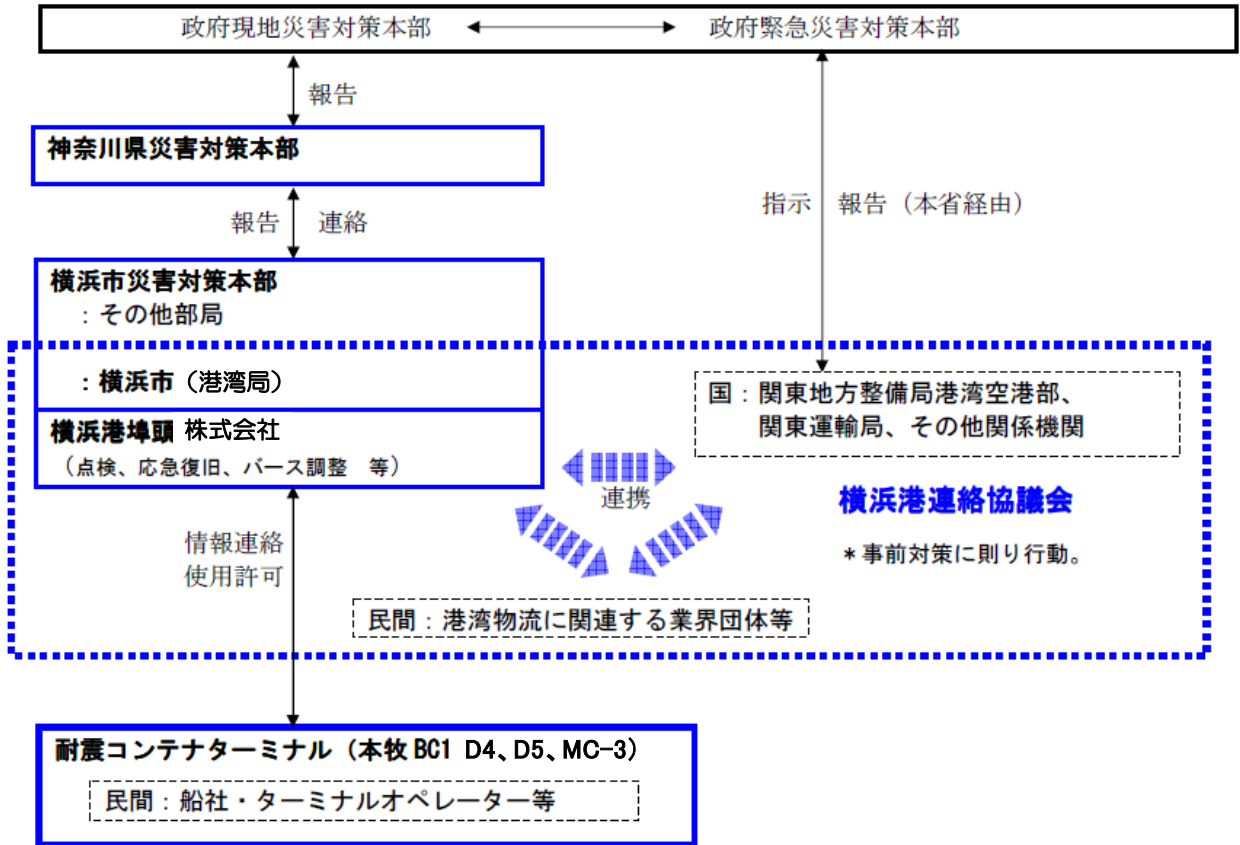 政府現地災害対策本部
政府緊急災害対策本部
報告
神奈川県災害対策本部
指示 報告（本省経由）
報告 連絡
横浜市災害対策本部
：その他部局
：横浜市（港湾局）
国：関東地方整備局港湾空港部、
関東運輸局、その他関係機関
横浜港埠頭 株式会社
（点検、応急復旧、バース調整 等）
連携
横浜港連絡協議会
＊事前対策に則り行動。
情報連絡
使用許可
民間：港湾物流に関連する業界団体等
耐震コンテナターミナル（本牧 BC1 D4、D5、MC-3）
民間：船社・ターミナルオペレーター等